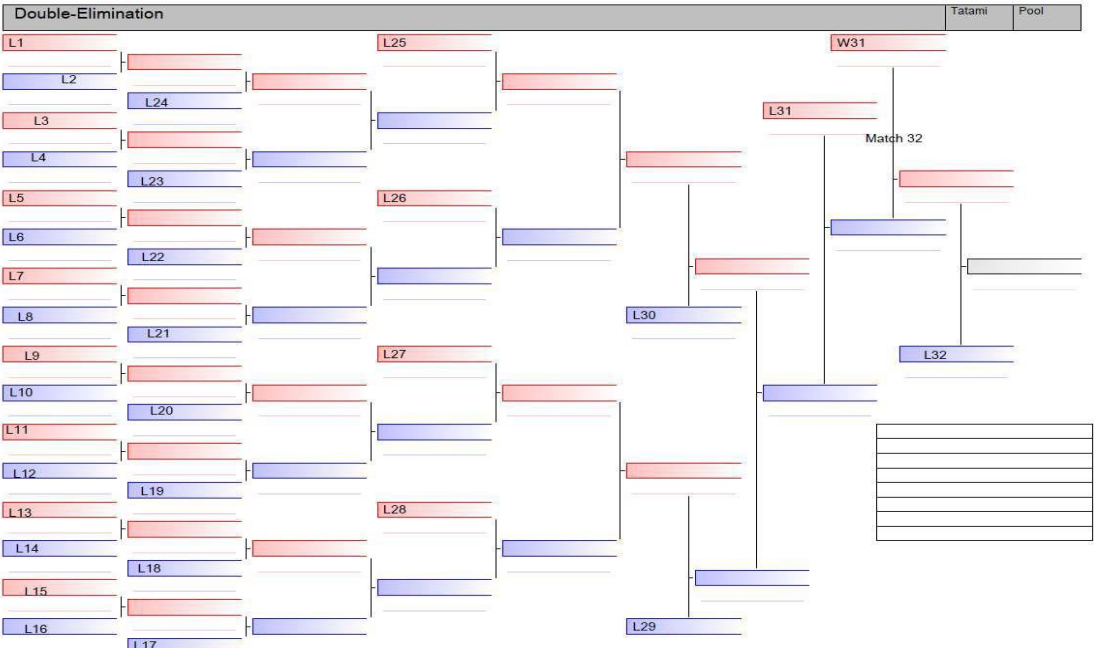 Double-Elimination
Tatami
Pool
L1
L25
W31
L2
L24
L31
L3
Match 32
L4
L23
L5
L26
L6
L22
L7
L8
L30
L21
L9
L27
L32
L10
L20
L11
L12
L19
L13
L28
L14
L18
L15
L16
L29
L17